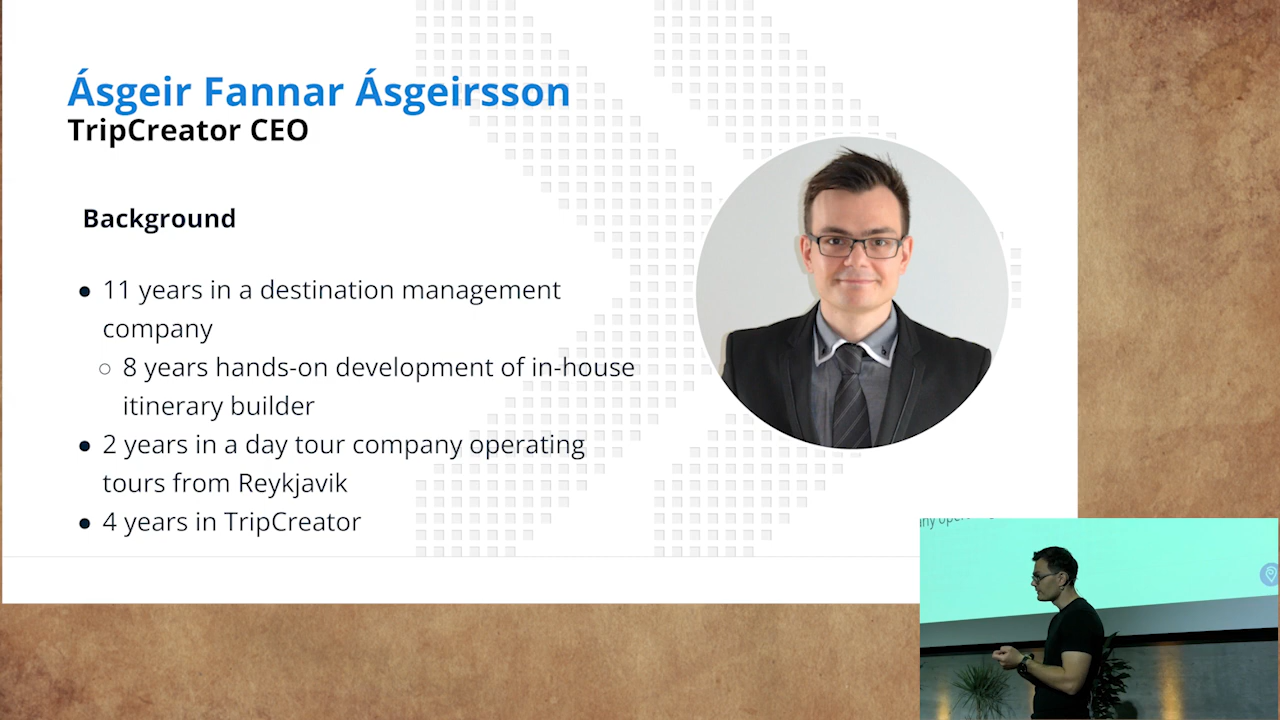 Ásgeir Fannar Ásgeirsson
TripCreator CEO
Background
● 11 years in a destination management
company
○ 8 years hands-on development of in-house
itinerary builder
● 2 years in a day tour company operating
tours from Reykjavik
● 4 years in TripCreator